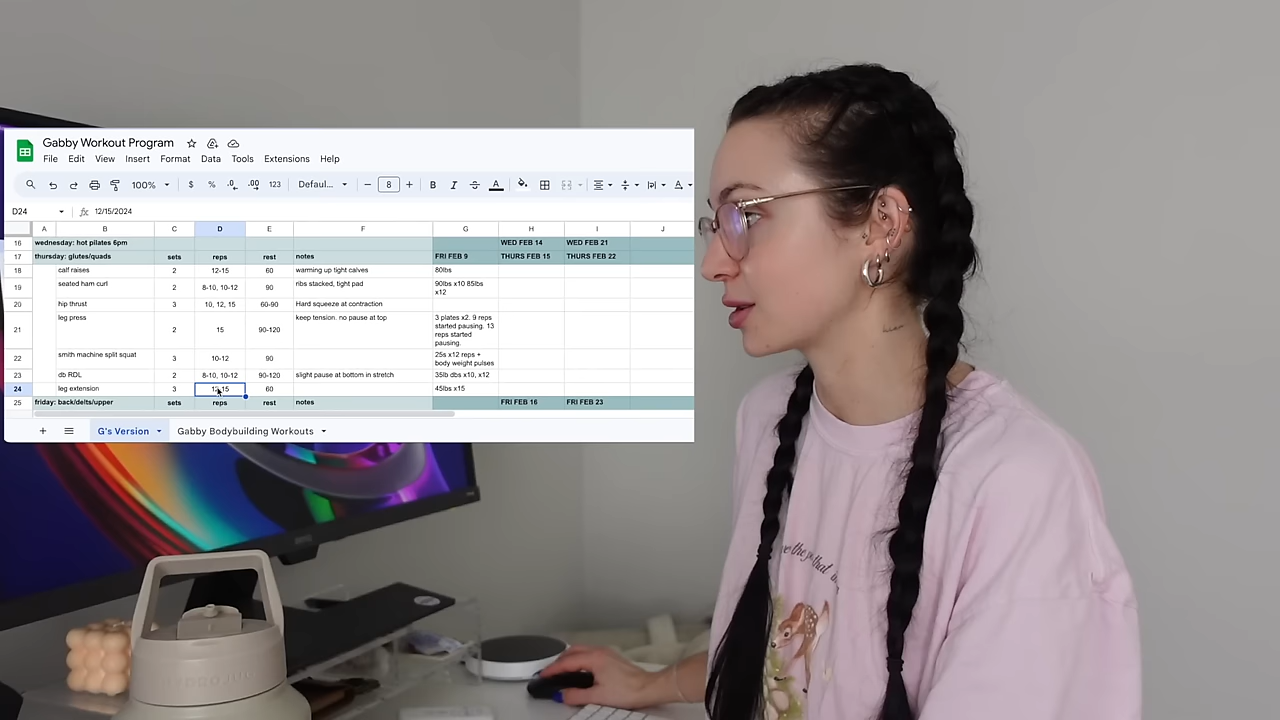 Gabby Workout Program
File Edit View Insert Format Data Tools Extensions Help
100% $ % .0 .00 123 Defaul... 8 B I A A
D24 fx 12/15/2024
A B C D E F G H I J
16 wednesday: hot pilates 6pm WED FEB 14 WED FEB 21
17 thursday: glutes/quads sets reps rest notes FRI FEB 9 THURS FEB 15 THURS FEB 22
18 calf raises 2 12-15 60 warming up tight calves 80lbs
19 seated ham curl 2 8-10, 10-12 90 ribs stacked, tight pad 90lbs x10 85lbs
x12
20 hip thrust 3 10, 12, 15 60-90 Hard squeeze at contraction
21 leg press 2 15 90-120 keep tension. no pause at top 3 plates x2. 9 reps
started pausing. 13
reps started
pausing.
22 smith machine split squat 3 10-12 90 25s x12 reps +
body weight pulses
23 db RDL 2 8-10, 10-12 90-120 slight pause at bottom in stretch 35lb dbs x10, x12
24 leg extension 3 12-15 60 45lbs x15
25 friday: back/delts/upper sets reps rest notes FRI FEB 16 FRI FEB 23
G's Version Gabby Bodybuilding Workouts